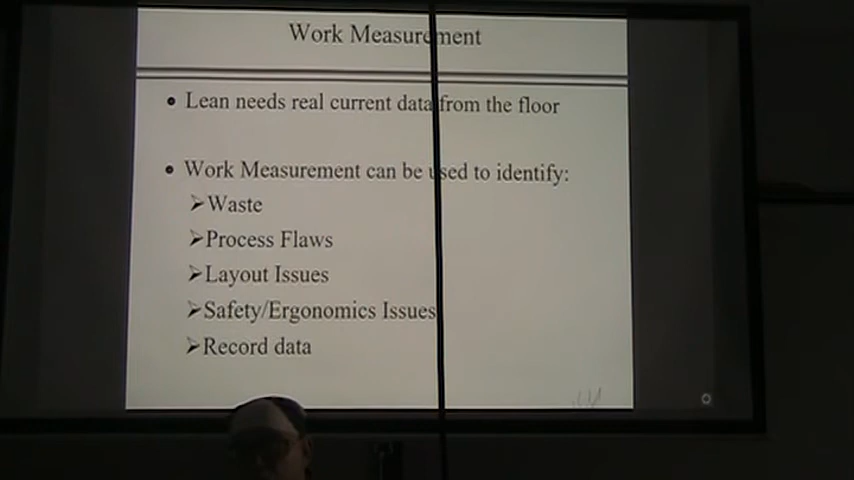 Work Measurement
• Lean needs real current data from the floor
• Work Measurement can be used to identify:
➢Waste
➢Process Flaws
➢Layout Issues
➢Safety/Ergonomics Issues
➢Record data